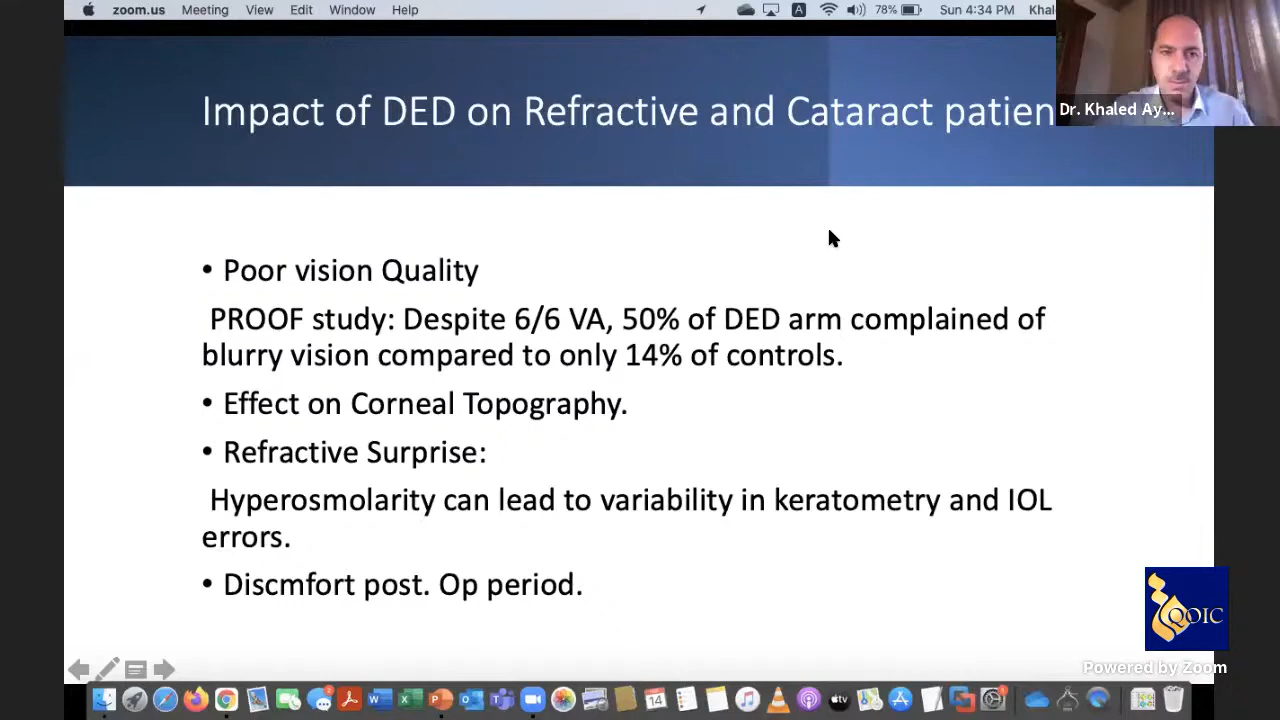 zoom.us Meeting View Edit Window Help
A 78% Sun 4:34 PM Khal
Impact of DED on Refractive and Cataract patien
Dr. Khaled Ay...
• Poor vision Quality
PROOF study: Despite 6/6 VA, 50% of DED arm complained of
blurry vision compared to only 14% of controls.
• Effect on Corneal Topography.
• Refractive Surprise:
Hyperosmolarity can lead to variability in keratometry and IOL
errors.
• Discmfort post. Op period.
QOIC
Powered by Zoom
14
tv